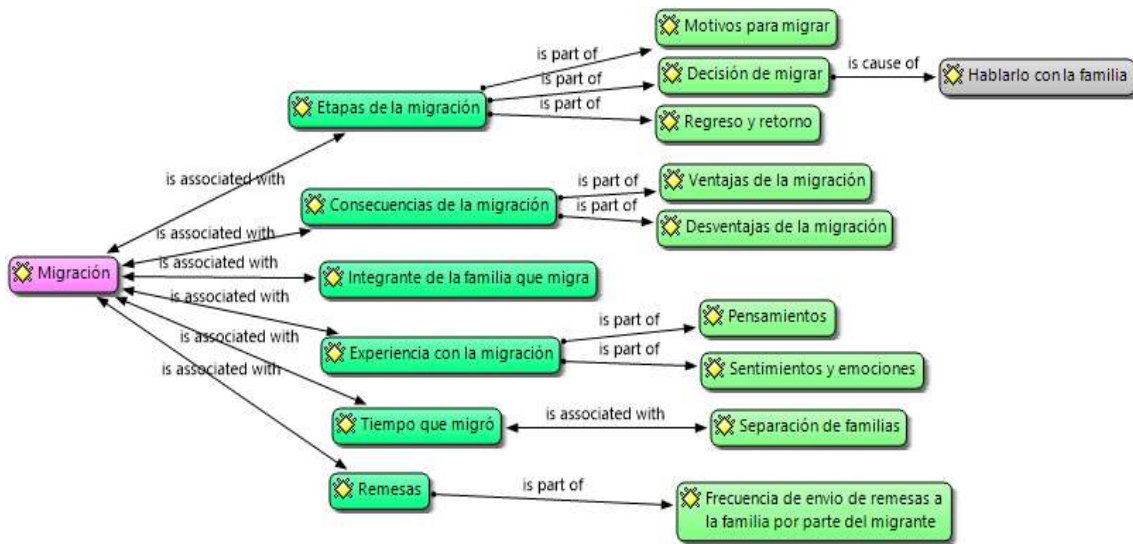 Motivos para migrar
is part of
is part of
Decisión de migrar
is cause of
Hablarlo con la familia
Etapas de la migración
is part of
Regreso y retorno
is associated with
is part of
Ventajas de la migración
Consecuencias de la migración
is part of
Desventajas de la migración
is associated with
is associated with
Migración
Integrante de la familia que migra
is associated with
Pensamientos
is part of
is associated with
Experiencia con la migración
is part of
Sentimientos y emociones
is associated with
Tiempo que migró
is associated with
Separación de familias
Remesas
is part of
Frecuencia de envio de remesas a
la familia por parte del migrante